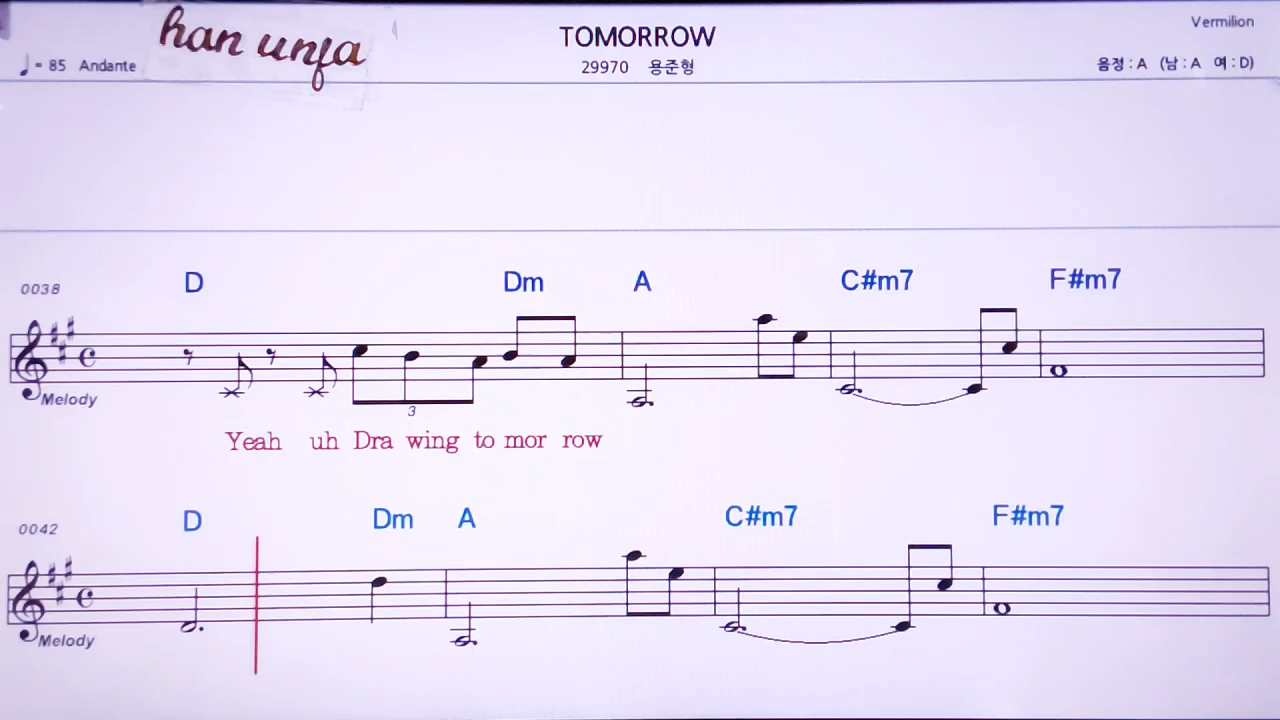 han unfa
TOMORROW
Vermilion
♩= 85 Andante
29970 용준형
음정 : A (남 : A 여 : D)
0038 D Dm A C#m7 F#m7
Melody
3
Yeah uh Dra wing to mor row
0042 D Dm A C#m7 F#m7
Melody